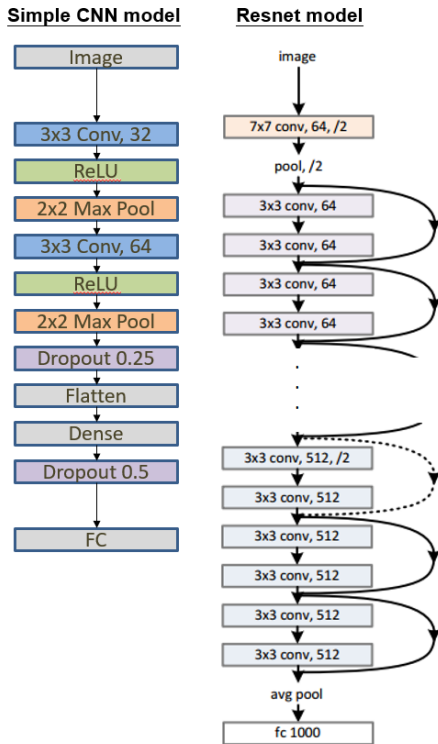 Simple CNN model
Image
3x3 Conv, 32
ReLU
2x2 Max Pool
3x3 Conv, 64
ReLU
2x2 Max Pool
Dropout 0.25
Flatten
Dense
Dropout 0.5
FC
Resnet model
image
7x7 conv, 64, /2
pool, /2
3x3 conv, 64
3x3 conv, 64
3x3 conv, 64
3x3 conv, 64
3x3 conv, 512, /2
3x3 conv, 512
3x3 conv, 512
3x3 conv, 512
3x3 conv, 512
3x3 conv, 512
avg pool
fc 1000